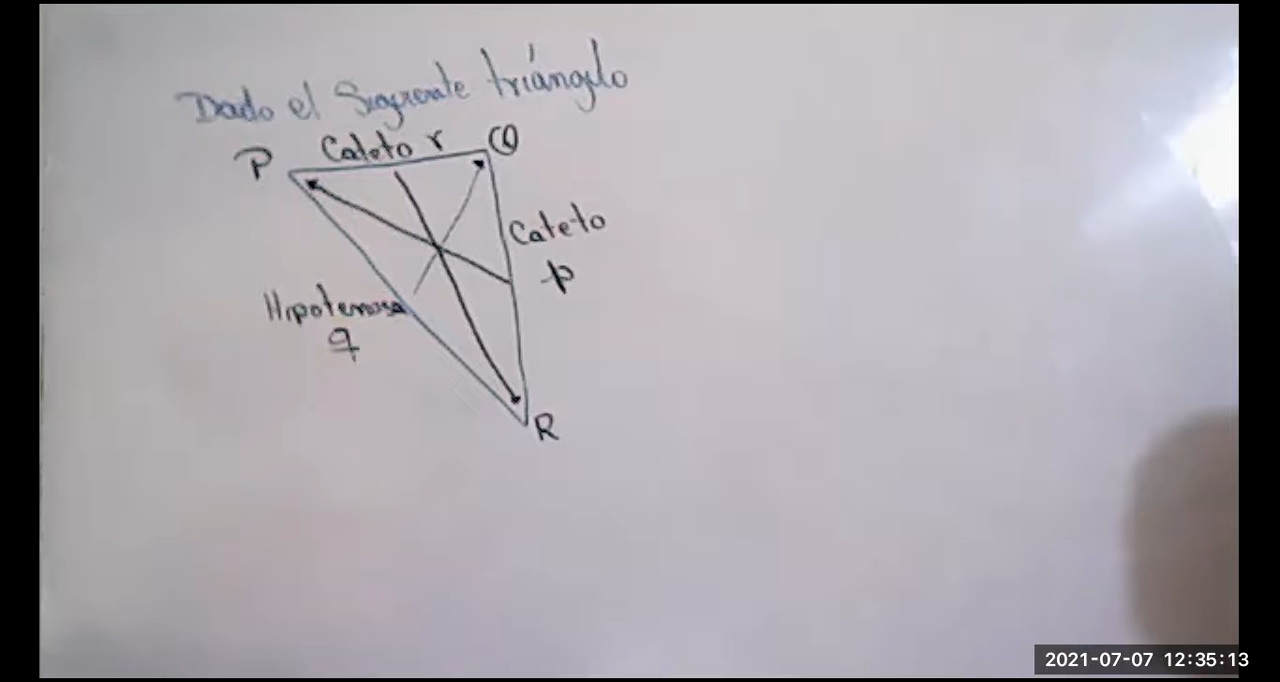 Dado el Siguiente triángulo
P Cateto r Q
Cateto
p
Hipotenusa
q
R
2021-07-07 12:35:13